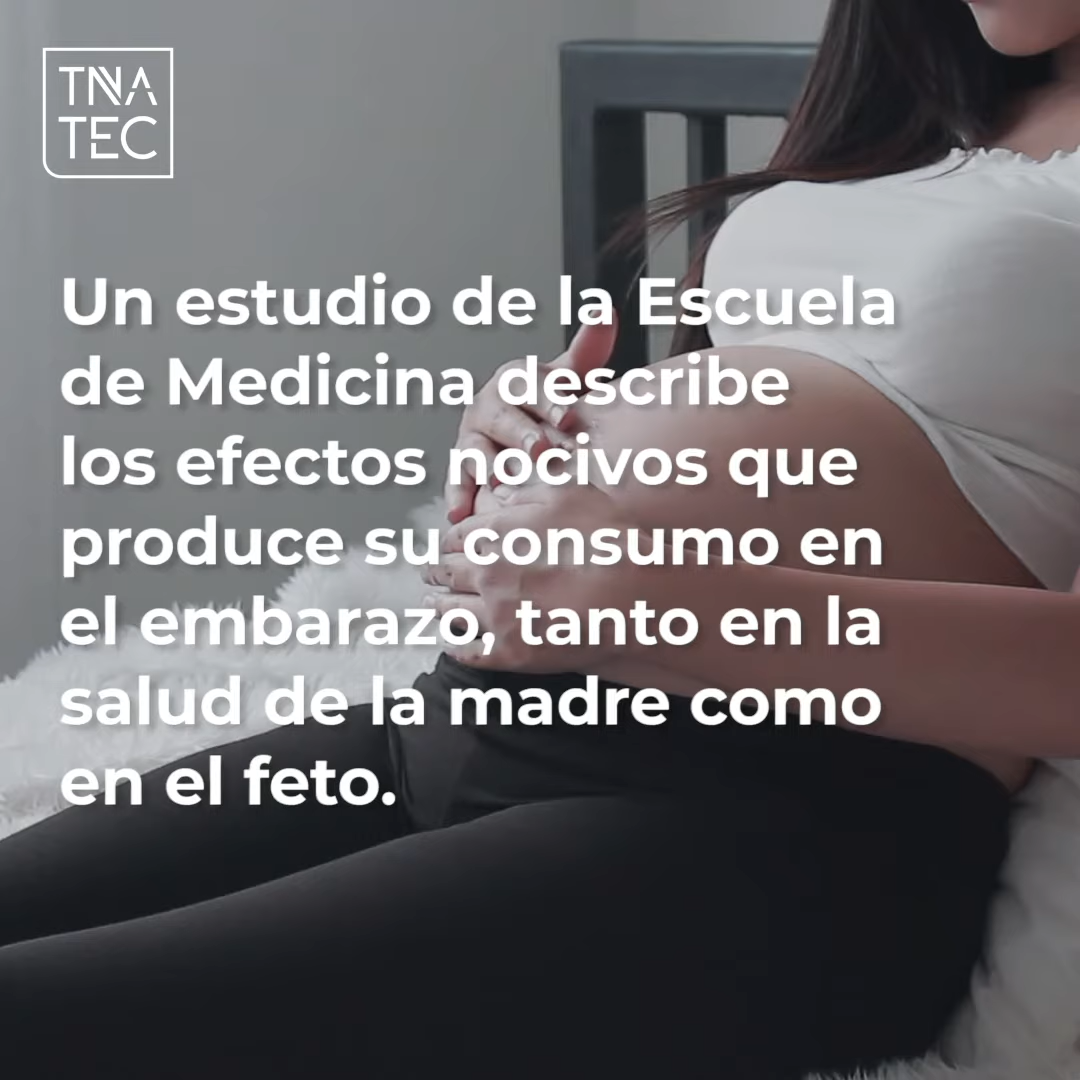 TNA
TEC
Un estudio de la Escuela
de Medicina describe
los efectos nocivos que
produce su consumo en
el embarazo, tanto en la
salud de la madre como
en el feto.